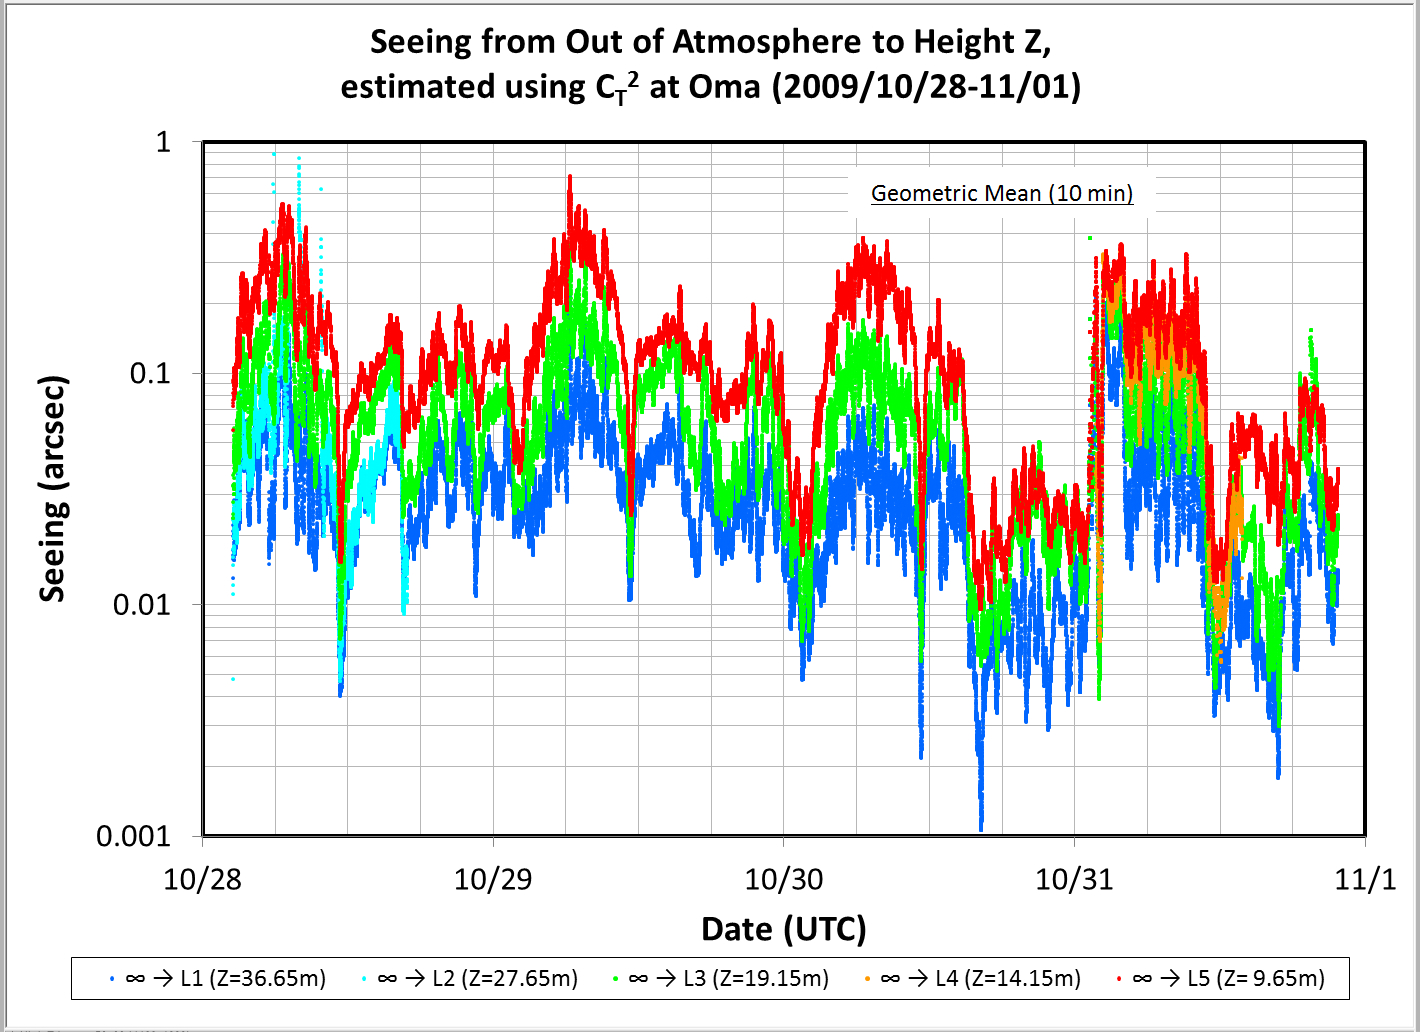 Seeing from Out of Atmosphere to Height Z,
estimated using C_T² at Oma (2009/10/28-11/01)
Geometric Mean (10 min)
Seeing (arcsec)
1
0.1
0.01
0.001
10/28 10/29 10/30 10/31 11/1
Date (UTC)
∞ → L1 (Z=36.65m) ∞ → L2 (Z=27.65m) ∞ → L3 (Z=19.15m) ∞ → L4 (Z=14.15m) ∞ → L5 (Z= 9.65m)